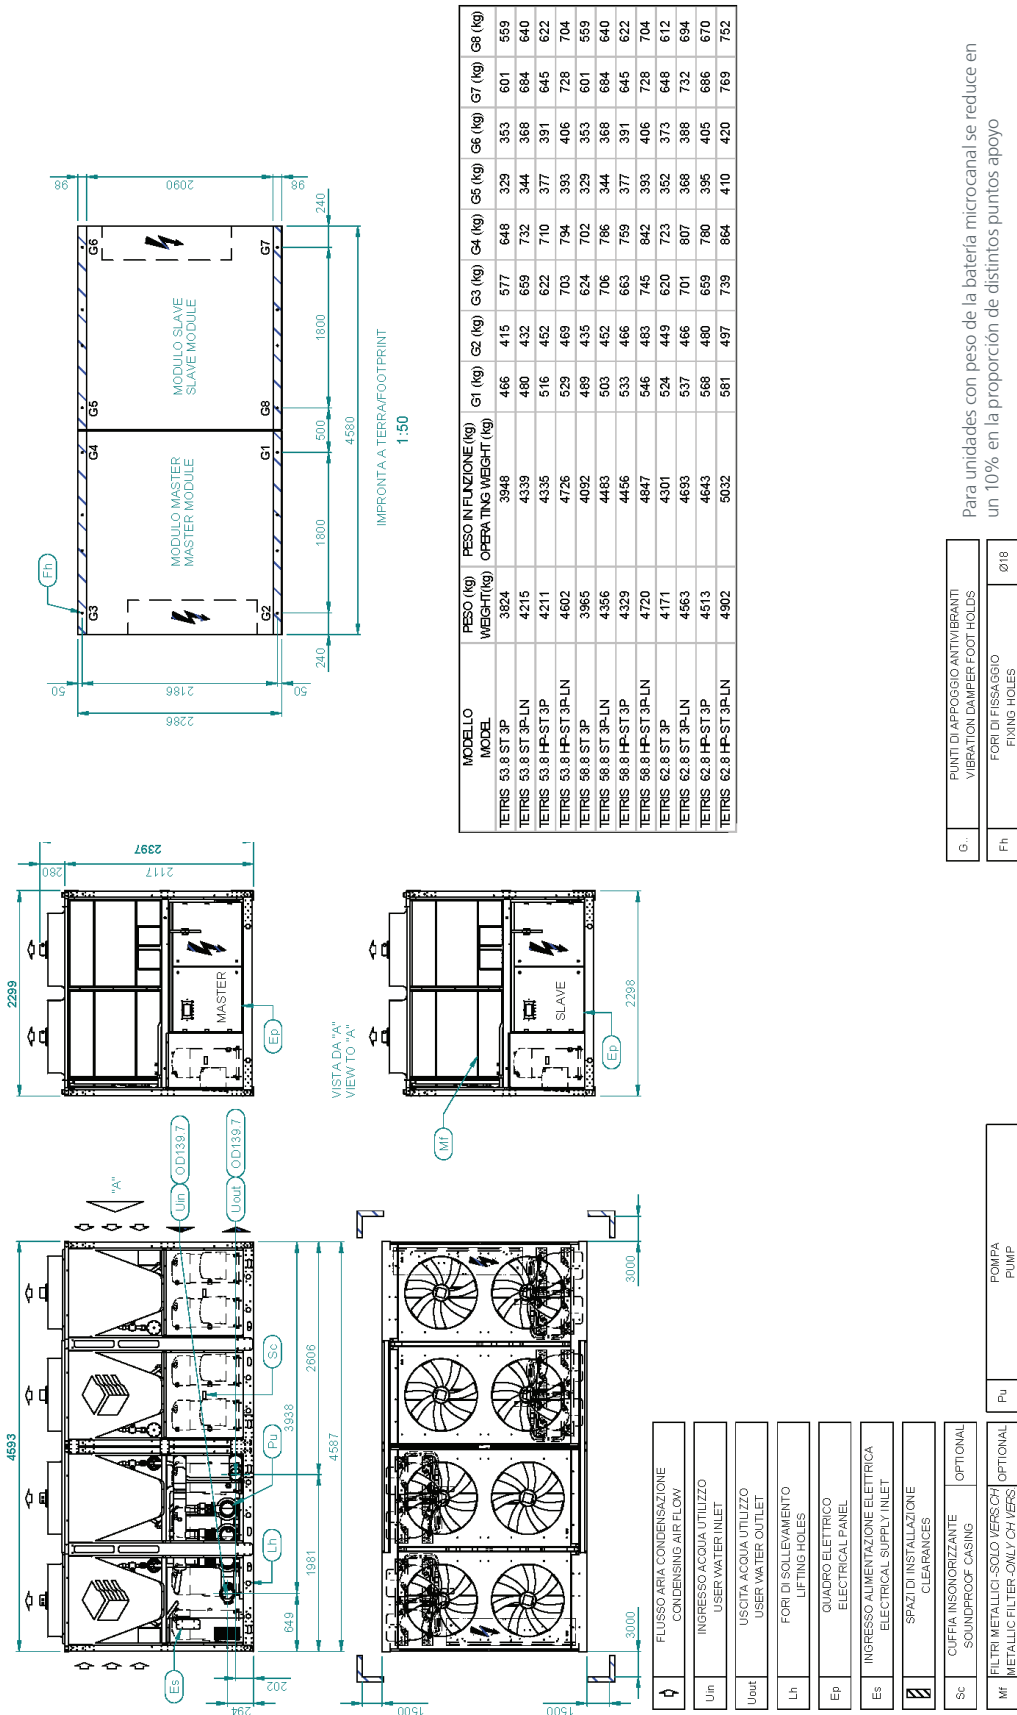 4593
"A"
Uin
OD139.7
Uout
OD139.7
Sc
Pu
Lh
Es
649
1981
2606
3938
4587
202
294
2299
280
2117
2397
MASTER
Ep
VISTA DA "A"
VIEW TO "A"
SLAVE
Ep
Mf
2298
3000
3000
1500
1500
Fh
G3
G4
G5
G6
G2
G1
G8
G7
MODULO MASTER
MASTER MODULE
MODULO SLAVE
SLAVE MODULE
50
2186
50
2286
98
2090
98
240
1800
500
1800
240
4580
IMPRONTA A TERRA/FOOTPRINT
1:50
MODELLO MODEL | PESO (kg) WEIGHT(kg) | PESO IN FUNZIONE (kg) OPERATING WEIGHT (kg) | G1 (kg) | G2 (kg) | G3 (kg) | G4 (kg) | G5 (kg) | G6 (kg) | G7 (kg) | G8 (kg)
TETRIS 53.8 ST 3P 3824 3948 466 415 577 648 329 353 601 559
TETRIS 53.8 ST 3P-LN 4215 4339 480 432 659 732 344 368 684 640
TETRIS 53.8 HP-ST 3P 4211 4335 516 452 622 710 377 391 645 622
TETRIS 53.8 HP-ST 3P-LN 4602 4726 529 469 703 794 393 406 728 704
TETRIS 58.8 ST 3P 3965 4092 489 435 624 702 329 353 601 559
TETRIS 58.8 ST 3P-LN 4356 4483 503 452 706 786 344 368 684 640
TETRIS 58.8 HP-ST 3P 4329 4456 533 466 663 759 377 391 645 622
TETRIS 58.8 HP-ST 3P-LN 4720 4847 546 483 745 842 393 406 728 704
TETRIS 62.8 ST 3P 4171 4301 524 449 620 723 352 373 648 612
TETRIS 62.8 ST 3P-LN 4563 4693 537 466 701 807 368 388 732 694
TETRIS 62.8 HP-ST 3P 4513 4643 568 480 659 780 395 405 686 670
TETRIS 62.8 HP-ST 3P-LN 4902 5032 581 497 739 864 410 420 769 752
FLUSSO ARIA CONDENSAZIONE
CONDENSING AIR FLOW
Uin INGRESSO ACQUA UTILIZZO
USER WATER INLET
Uout USCITA ACQUA UTILIZZO
USER WATER OUTLET
Lh FORI DI SOLLEVAMENTO
LIFTING HOLES
Ep QUADRO ELETTRICO
ELECTRICAL PANEL
Es INGRESSO ALIMENTAZIONE ELETTRICA
ELECTRICAL SUPPLY INLET
SPAZI DI INSTALLAZIONE
CLEARANCES
Sc CUFFIA INSONORIZZANTE OPTIONAL
SOUNDPROOF CASING
Mf FILTRI METALLICI -SOLO VERS.CH OPTIONAL
METALLIC FILTER -ONLY CH VERS
Pu POMPA
PUMP
G.. PUNTI DI APPOGGIO ANTIVIBRANTI
VIBRATION DAMPER FOOT HOLDS
Fh FORI DI FISSAGGIO Ø18
FIXING HOLES
Para unidades con peso de la batería microcanal se reduce en
un 10% en la proporción de distintos puntos apoyo